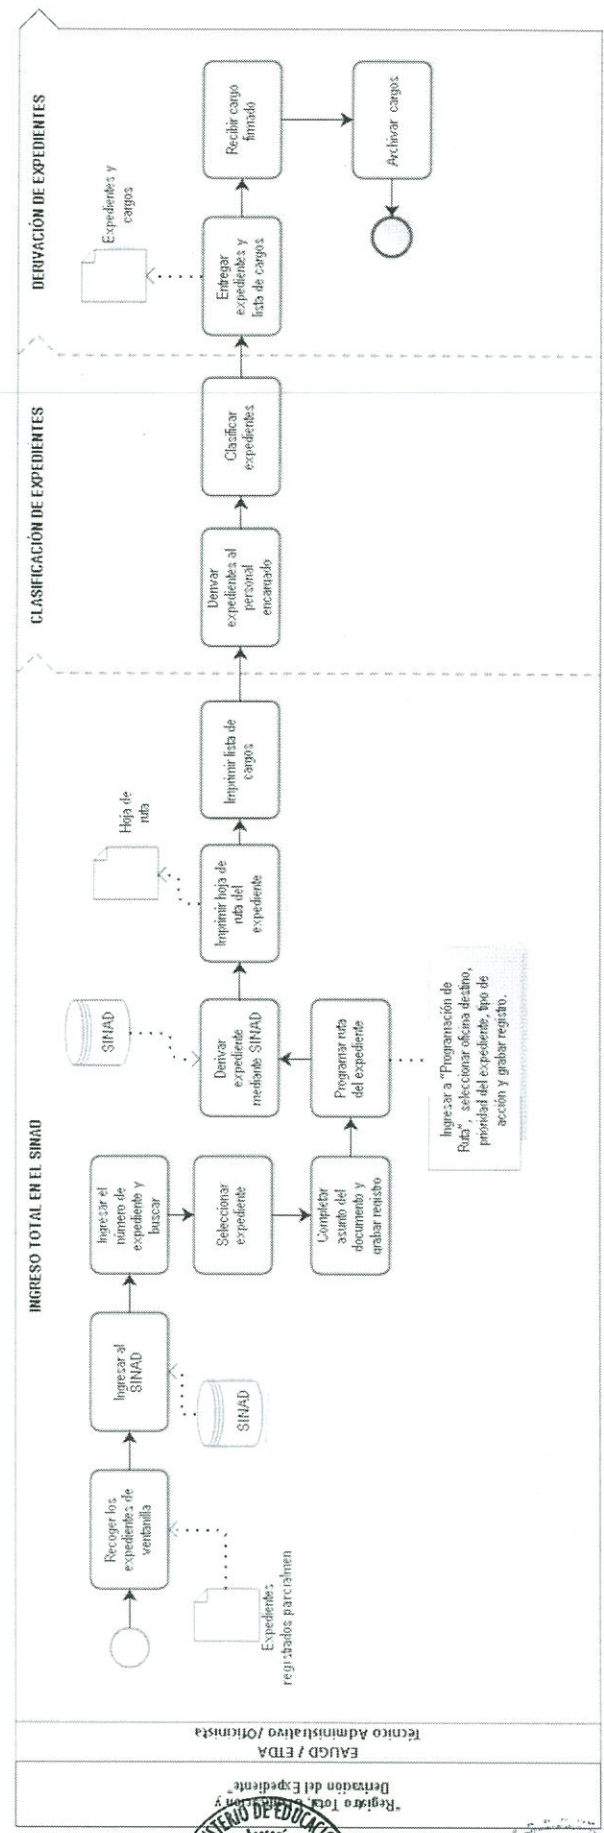 "Registro Total, y
Derivación del Expediente"
EAUGD / ETDA
Técnico Administrativo /Oficinista
INGRESO TOTAL EN EL SINAD
Recoger los
expedientes de
ventanilla
Expedientes
registrados parcialmen
Ingresar al
SINAD
SINAD
Ingresar el
número de
expediente y
buscar
Seleccionar
expediente
Completar
asunto del
documento y
grabar registro
Programar ruta
del expediente
Ingresar a "Programación de
Ruta", seleccionar oficina destino,
prioridad del expediente, tipo de
acción y grabar registro.
Derivar
expediente
mediante SINAD
SINAD
Imprimir hoja de
ruta del
expediente
Hoja de
ruta
Imprimir lista de
cargos
CLASIFICACIÓN DE EXPEDIENTES
Derivar
expedientes al
personal
encargado
Clasificar
expedientes
DERIVACIÓN DE EXPEDIENTES
Entregar
expedientes y
lista de cargos
Expedientes y
cargos
Recibir cargo
firmado
Archivar cargos
DE EDUCA